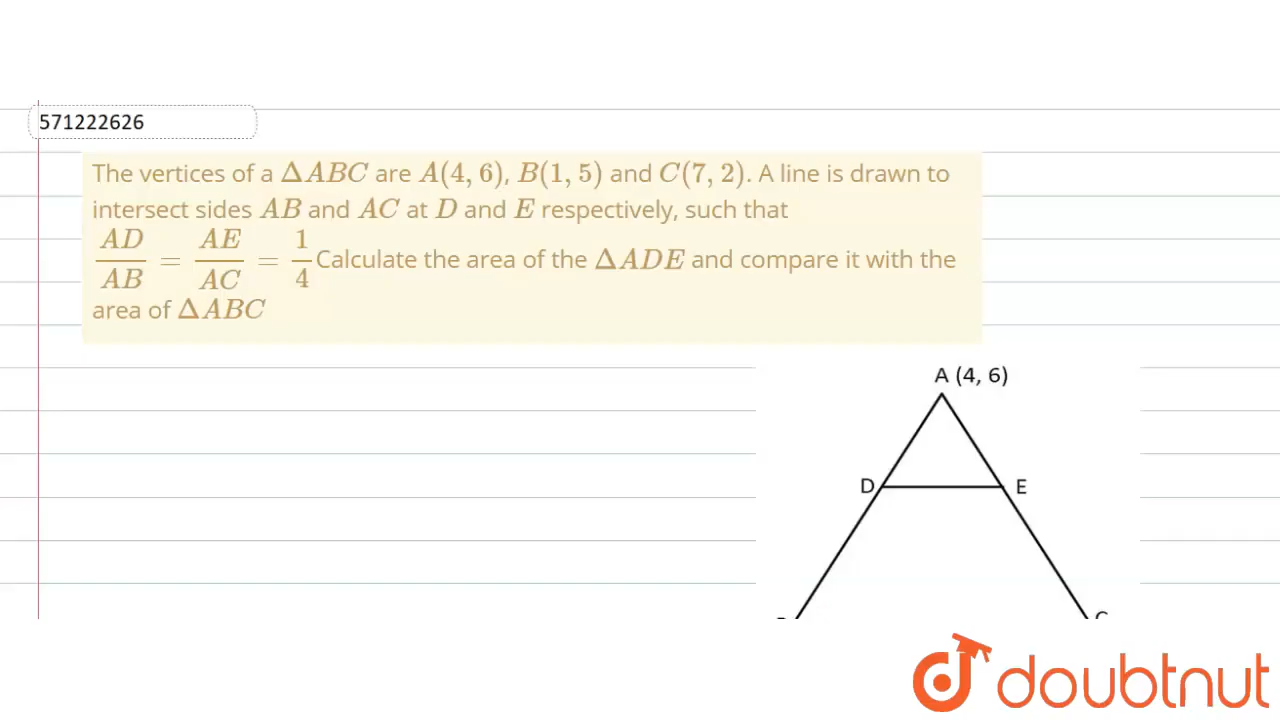 571222626
The vertices of a ΔABC are A(4, 6), B(1, 5) and C(7, 2). A line is drawn to
intersect sides AB and AC at D and E respectively, such that
AD/AB = AE/AC = 1/4 Calculate the area of the ΔADE and compare it with the
area of ΔABC
A (4, 6)
D E
doubtnut